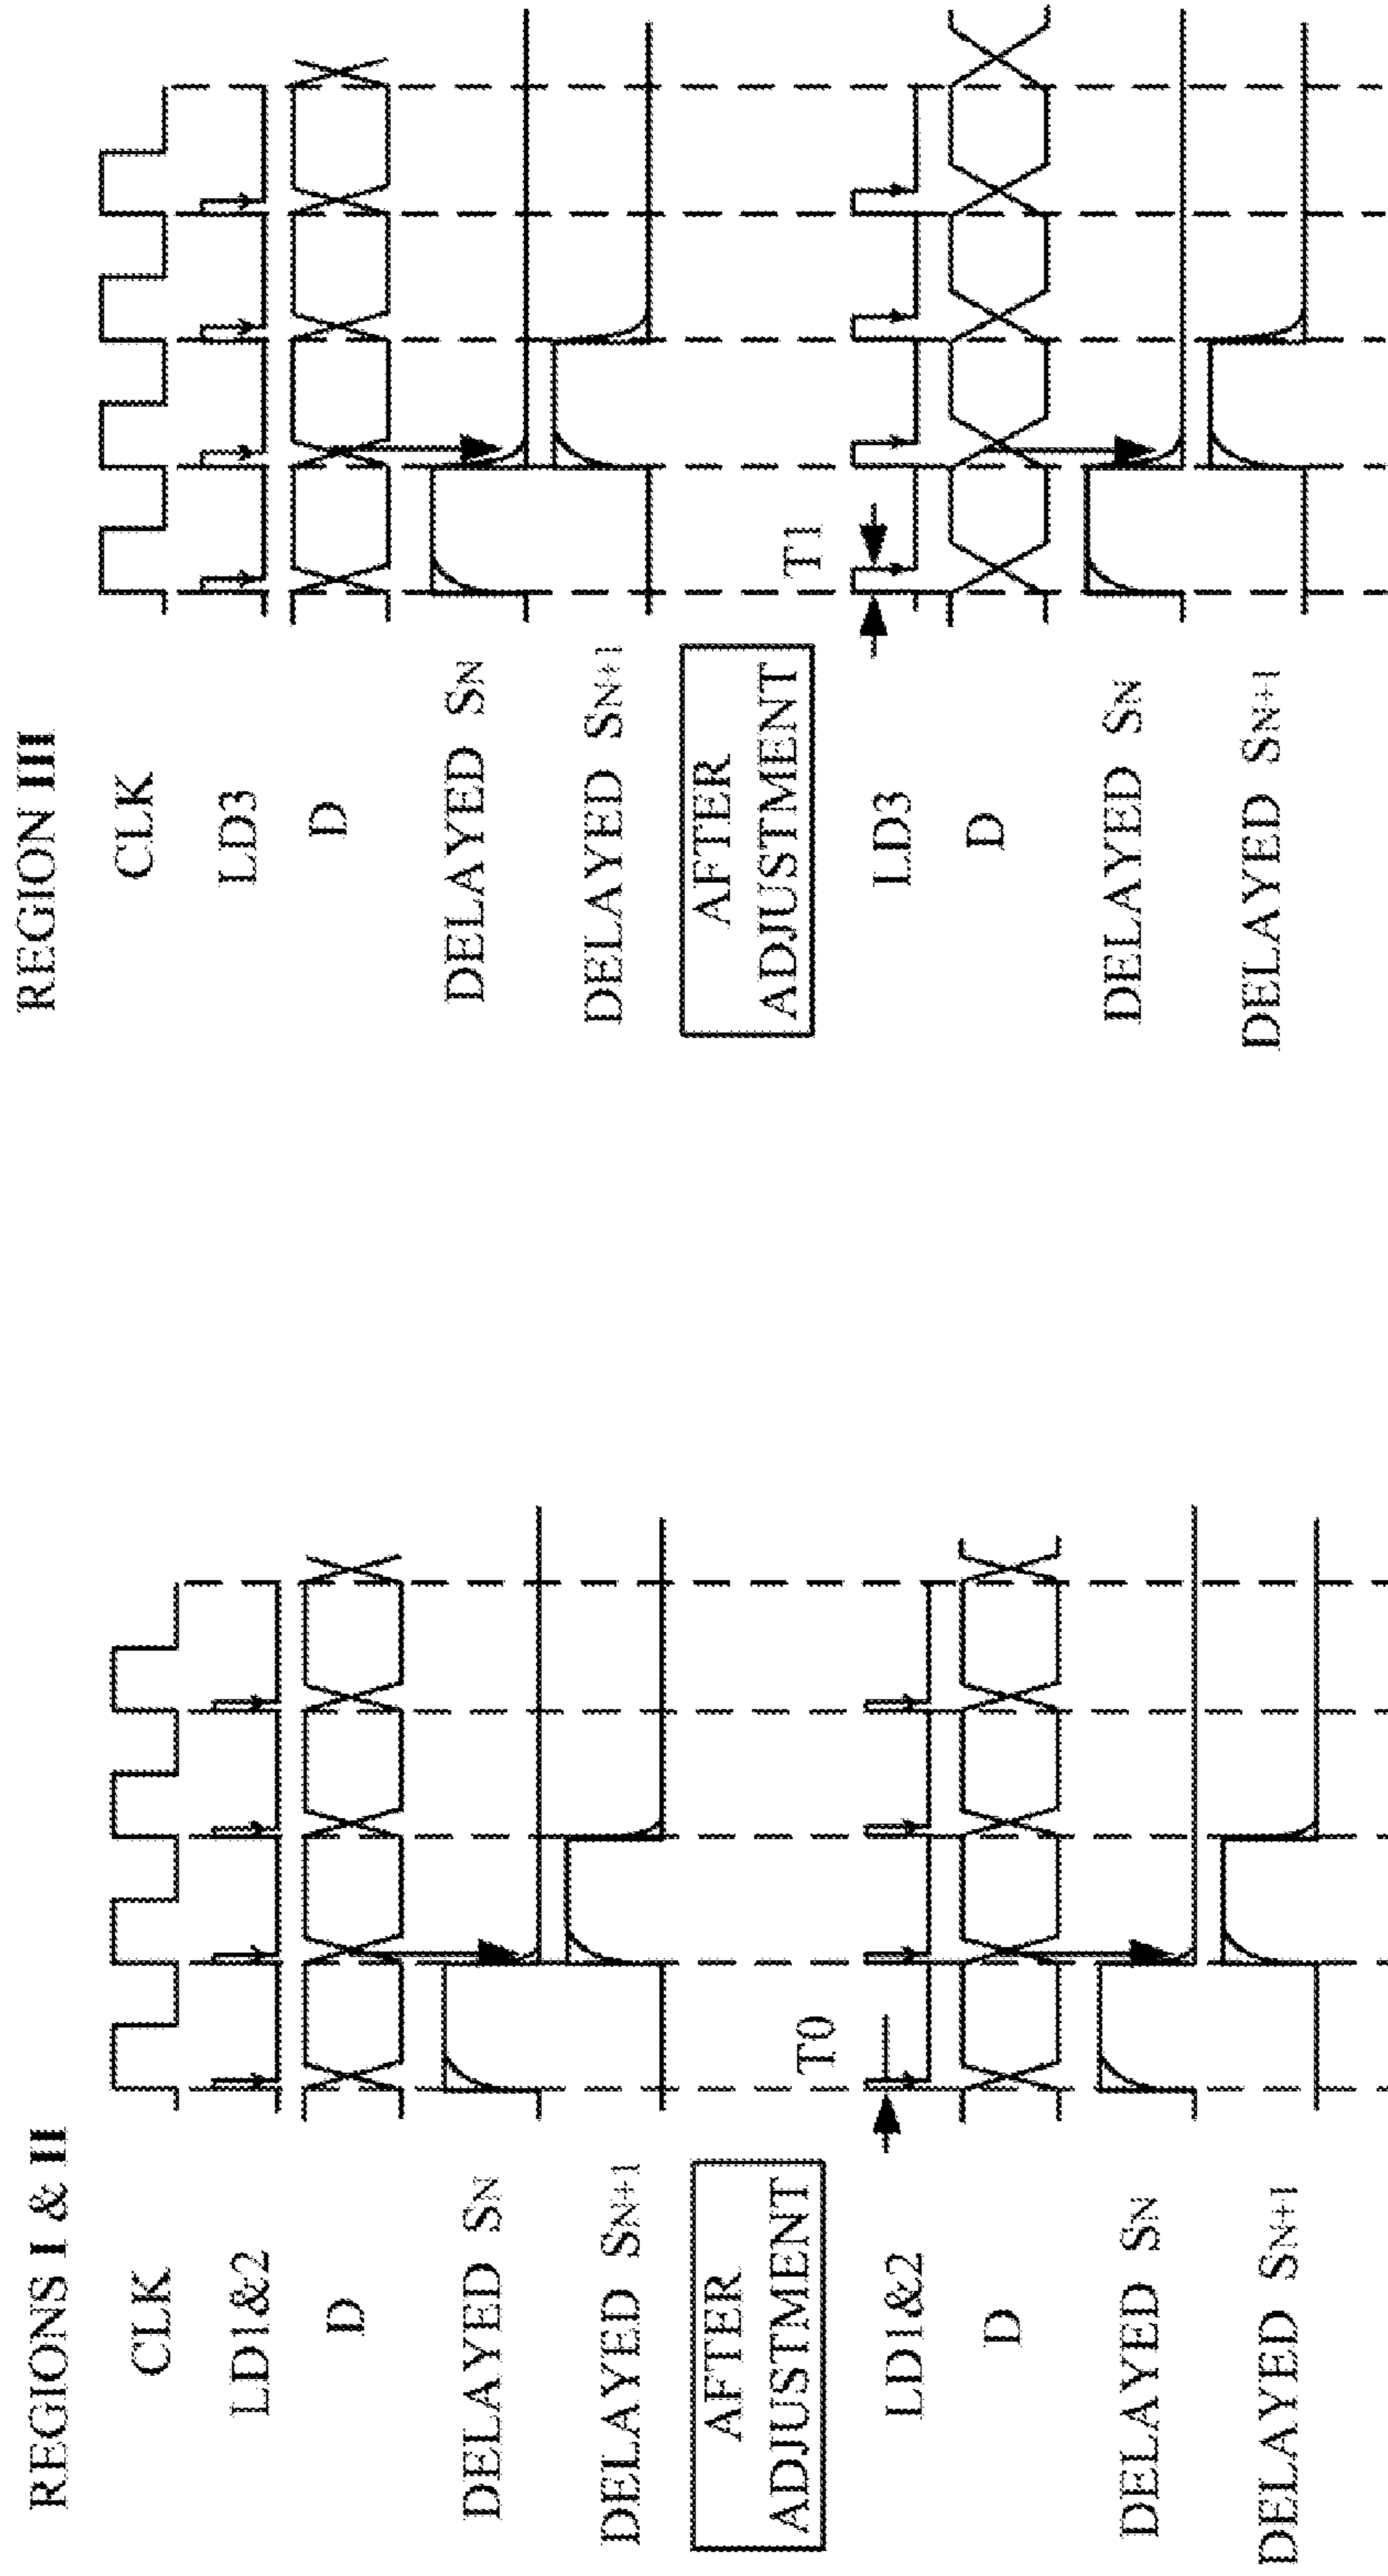 REGIONS I & II
CLK
LD1&2
D
DELAYED SN
DELAYED SN+1
AFTER
ADJUSTMENT
T0
LD1&2
D
DELAYED SN
DELAYED SN+1
REGION III
CLK
LD3
D
DELAYED SN
DELAYED SN+1
AFTER
ADJUSTMENT
T1
LD3
D
DELAYED SN
DELAYED SN+1